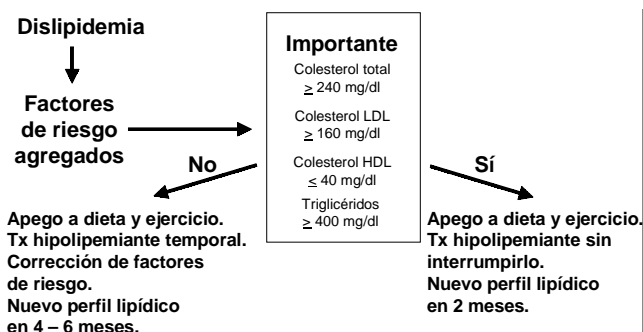 Dislipidemia
Factores
de riesgo
agregados
Importante
Colesterol total
≥ 240 mg/dl
Colesterol LDL
≥ 160 mg/dl
Colesterol HDL
≤ 40 mg/dl
Triglicéridos
≥ 400 mg/dl
No
Sí
Apego a dieta y ejercicio.
Tx hipolipemiante temporal.
Corrección de factores
de riesgo.
Nuevo perfil lipídico
en 4 – 6 meses.
Apego a dieta y ejercicio.
Tx hipolipemiante sin
interrumpirlo.
Nuevo perfil lipídico
en 2 meses.